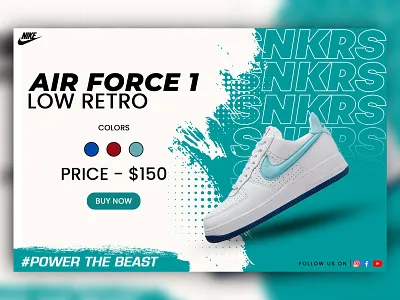 NIKE
AIR FORCE 1
LOW RETRO
COLORS
PRICE - $150
BUY NOW
#POWER THE BEAST
SNKRS
SNKRS
SNKRS
SNKRS
FOLLOW US ON